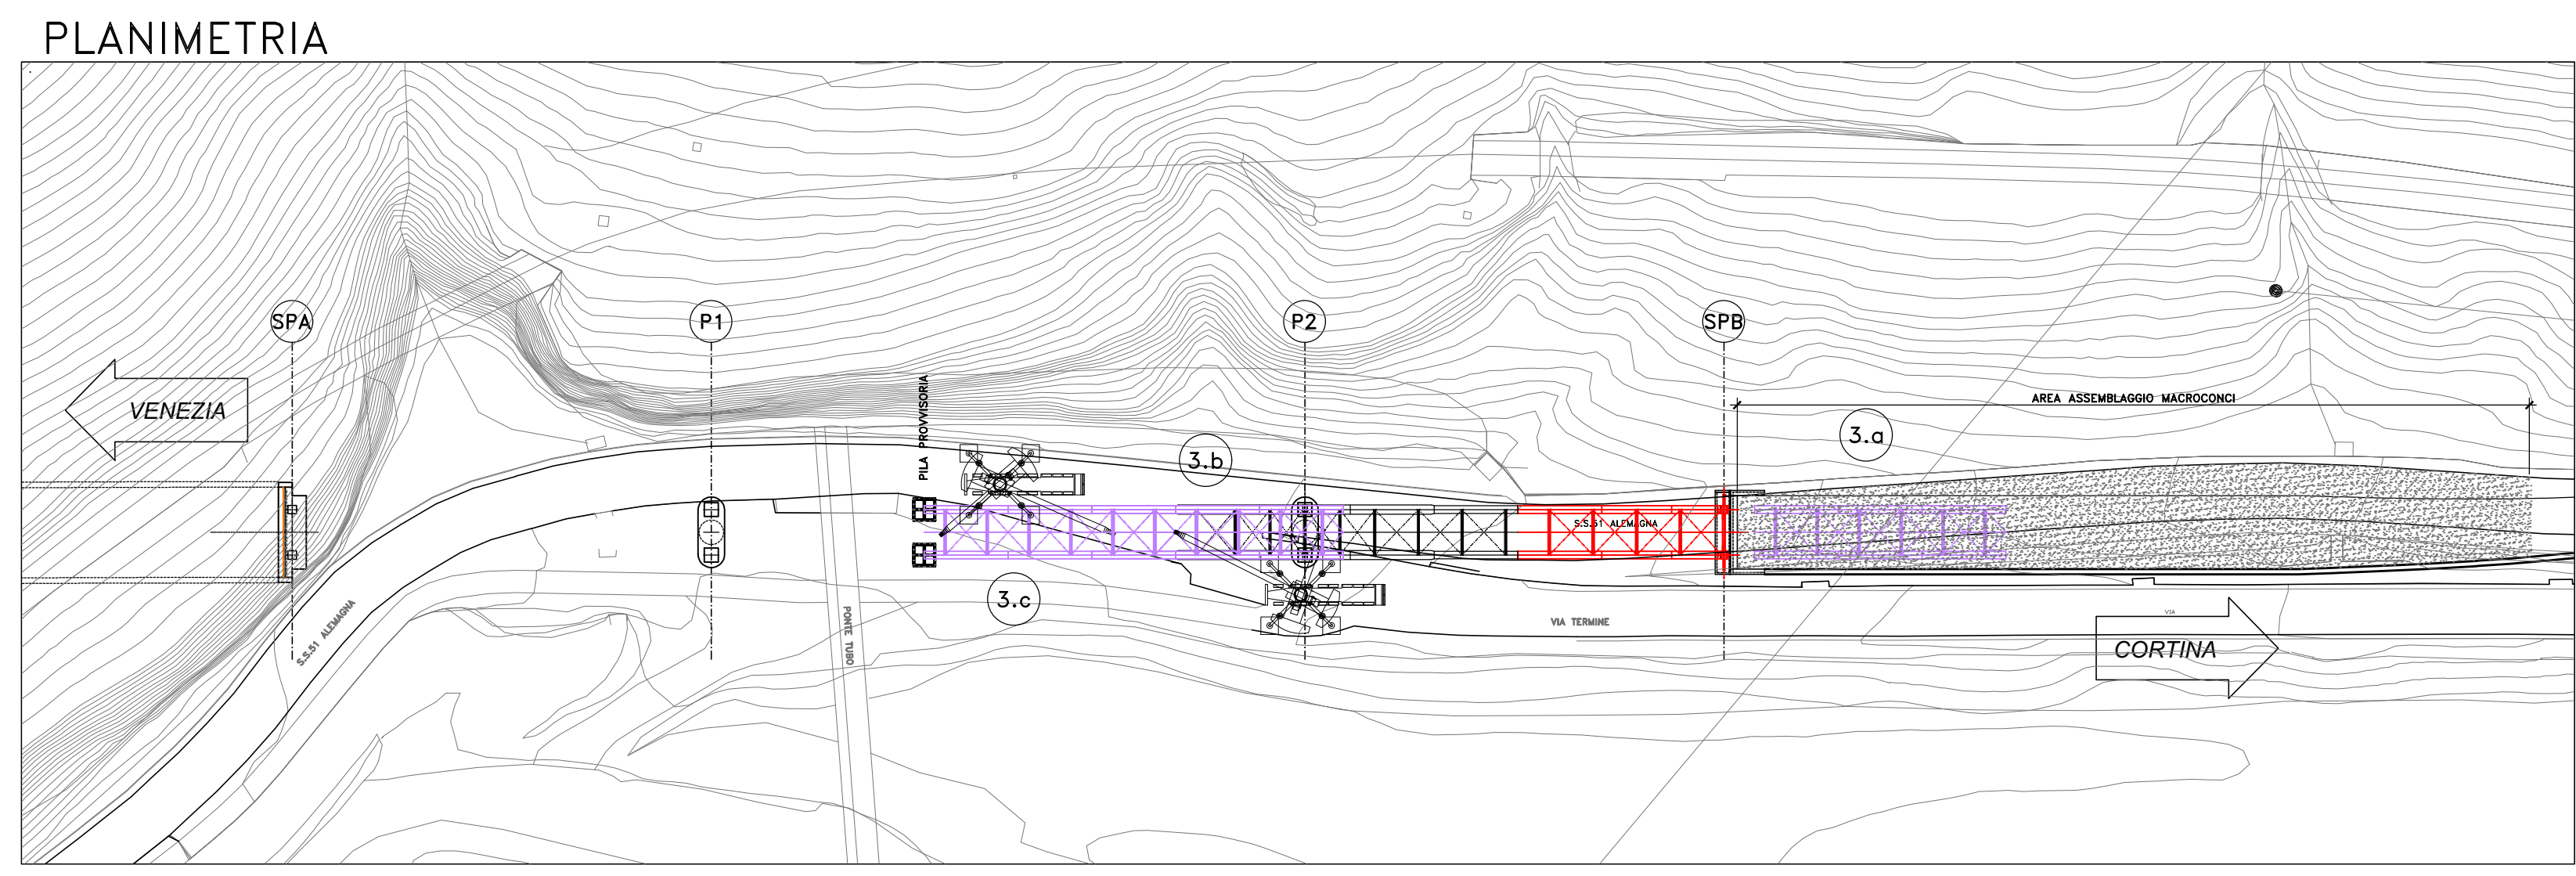 PLANIMETRIA
SPA
P1
P2
SPB
VENEZIA
PILA PROVVISORIA
AREA ASSEMBLAGGIO MACROCONCI
3.a
3.b
S.S.51 ALEMAGNA
3.c
S.S.51 ALEMAGNA
PONTE TUBO
VIA TERMINE
VIA
CORTINA